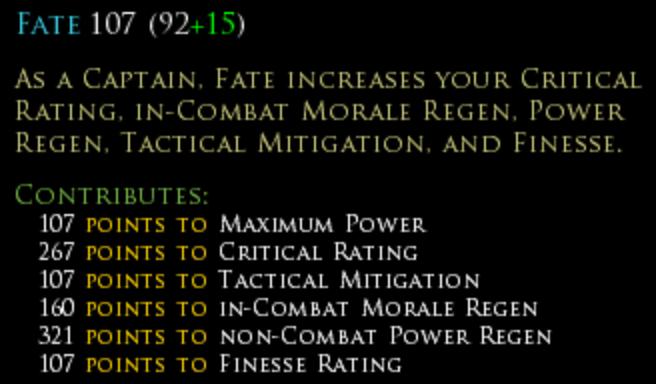 Fate 107 (92+15)
As a Captain, Fate increases your Critical
Rating, in-Combat Morale Regen, Power
Regen, Tactical Mitigation, and Finesse.
Contributes:
107 points to Maximum Power
267 points to Critical Rating
107 points to Tactical Mitigation
160 points to in-Combat Morale Regen
321 points to non-Combat Power Regen
107 points to Finesse Rating